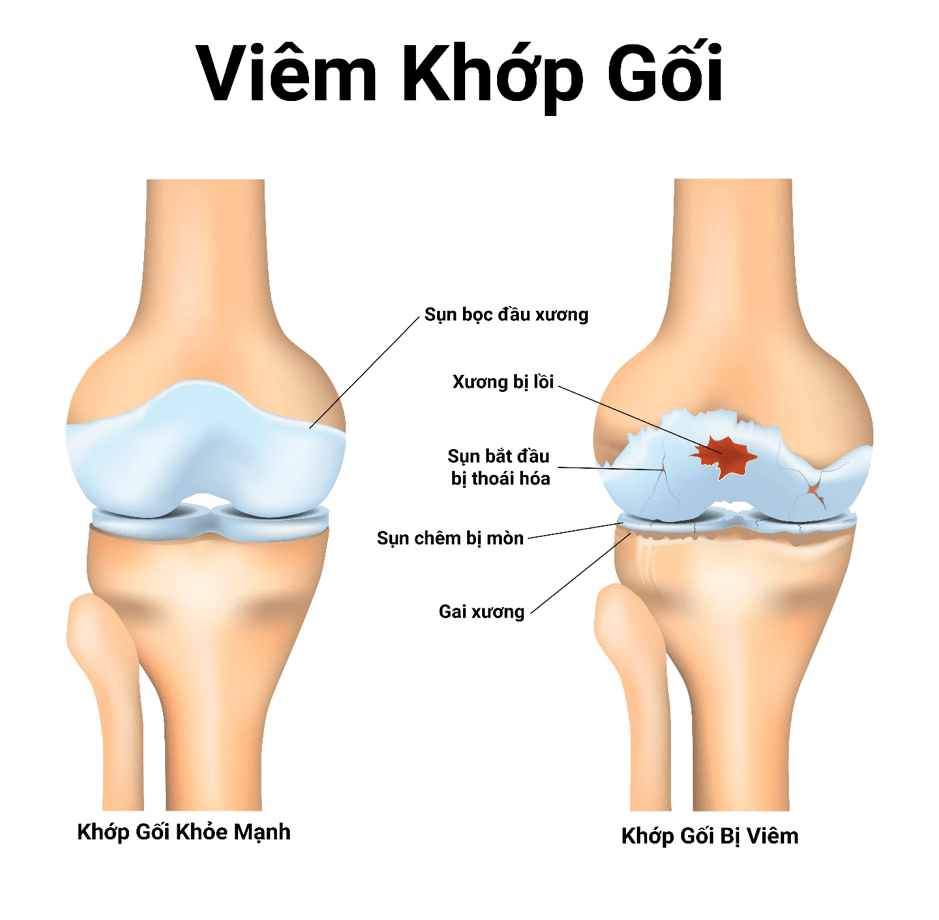 Viêm Khớp Gối
Sụn bọc đầu xương
Xương bị lồi
Sụn bắt đầu
bị thoái hóa
Sụn chêm bị mòn
Gai xương
Khớp Gối Khỏe Mạnh
Khớp Gối Bị Viêm